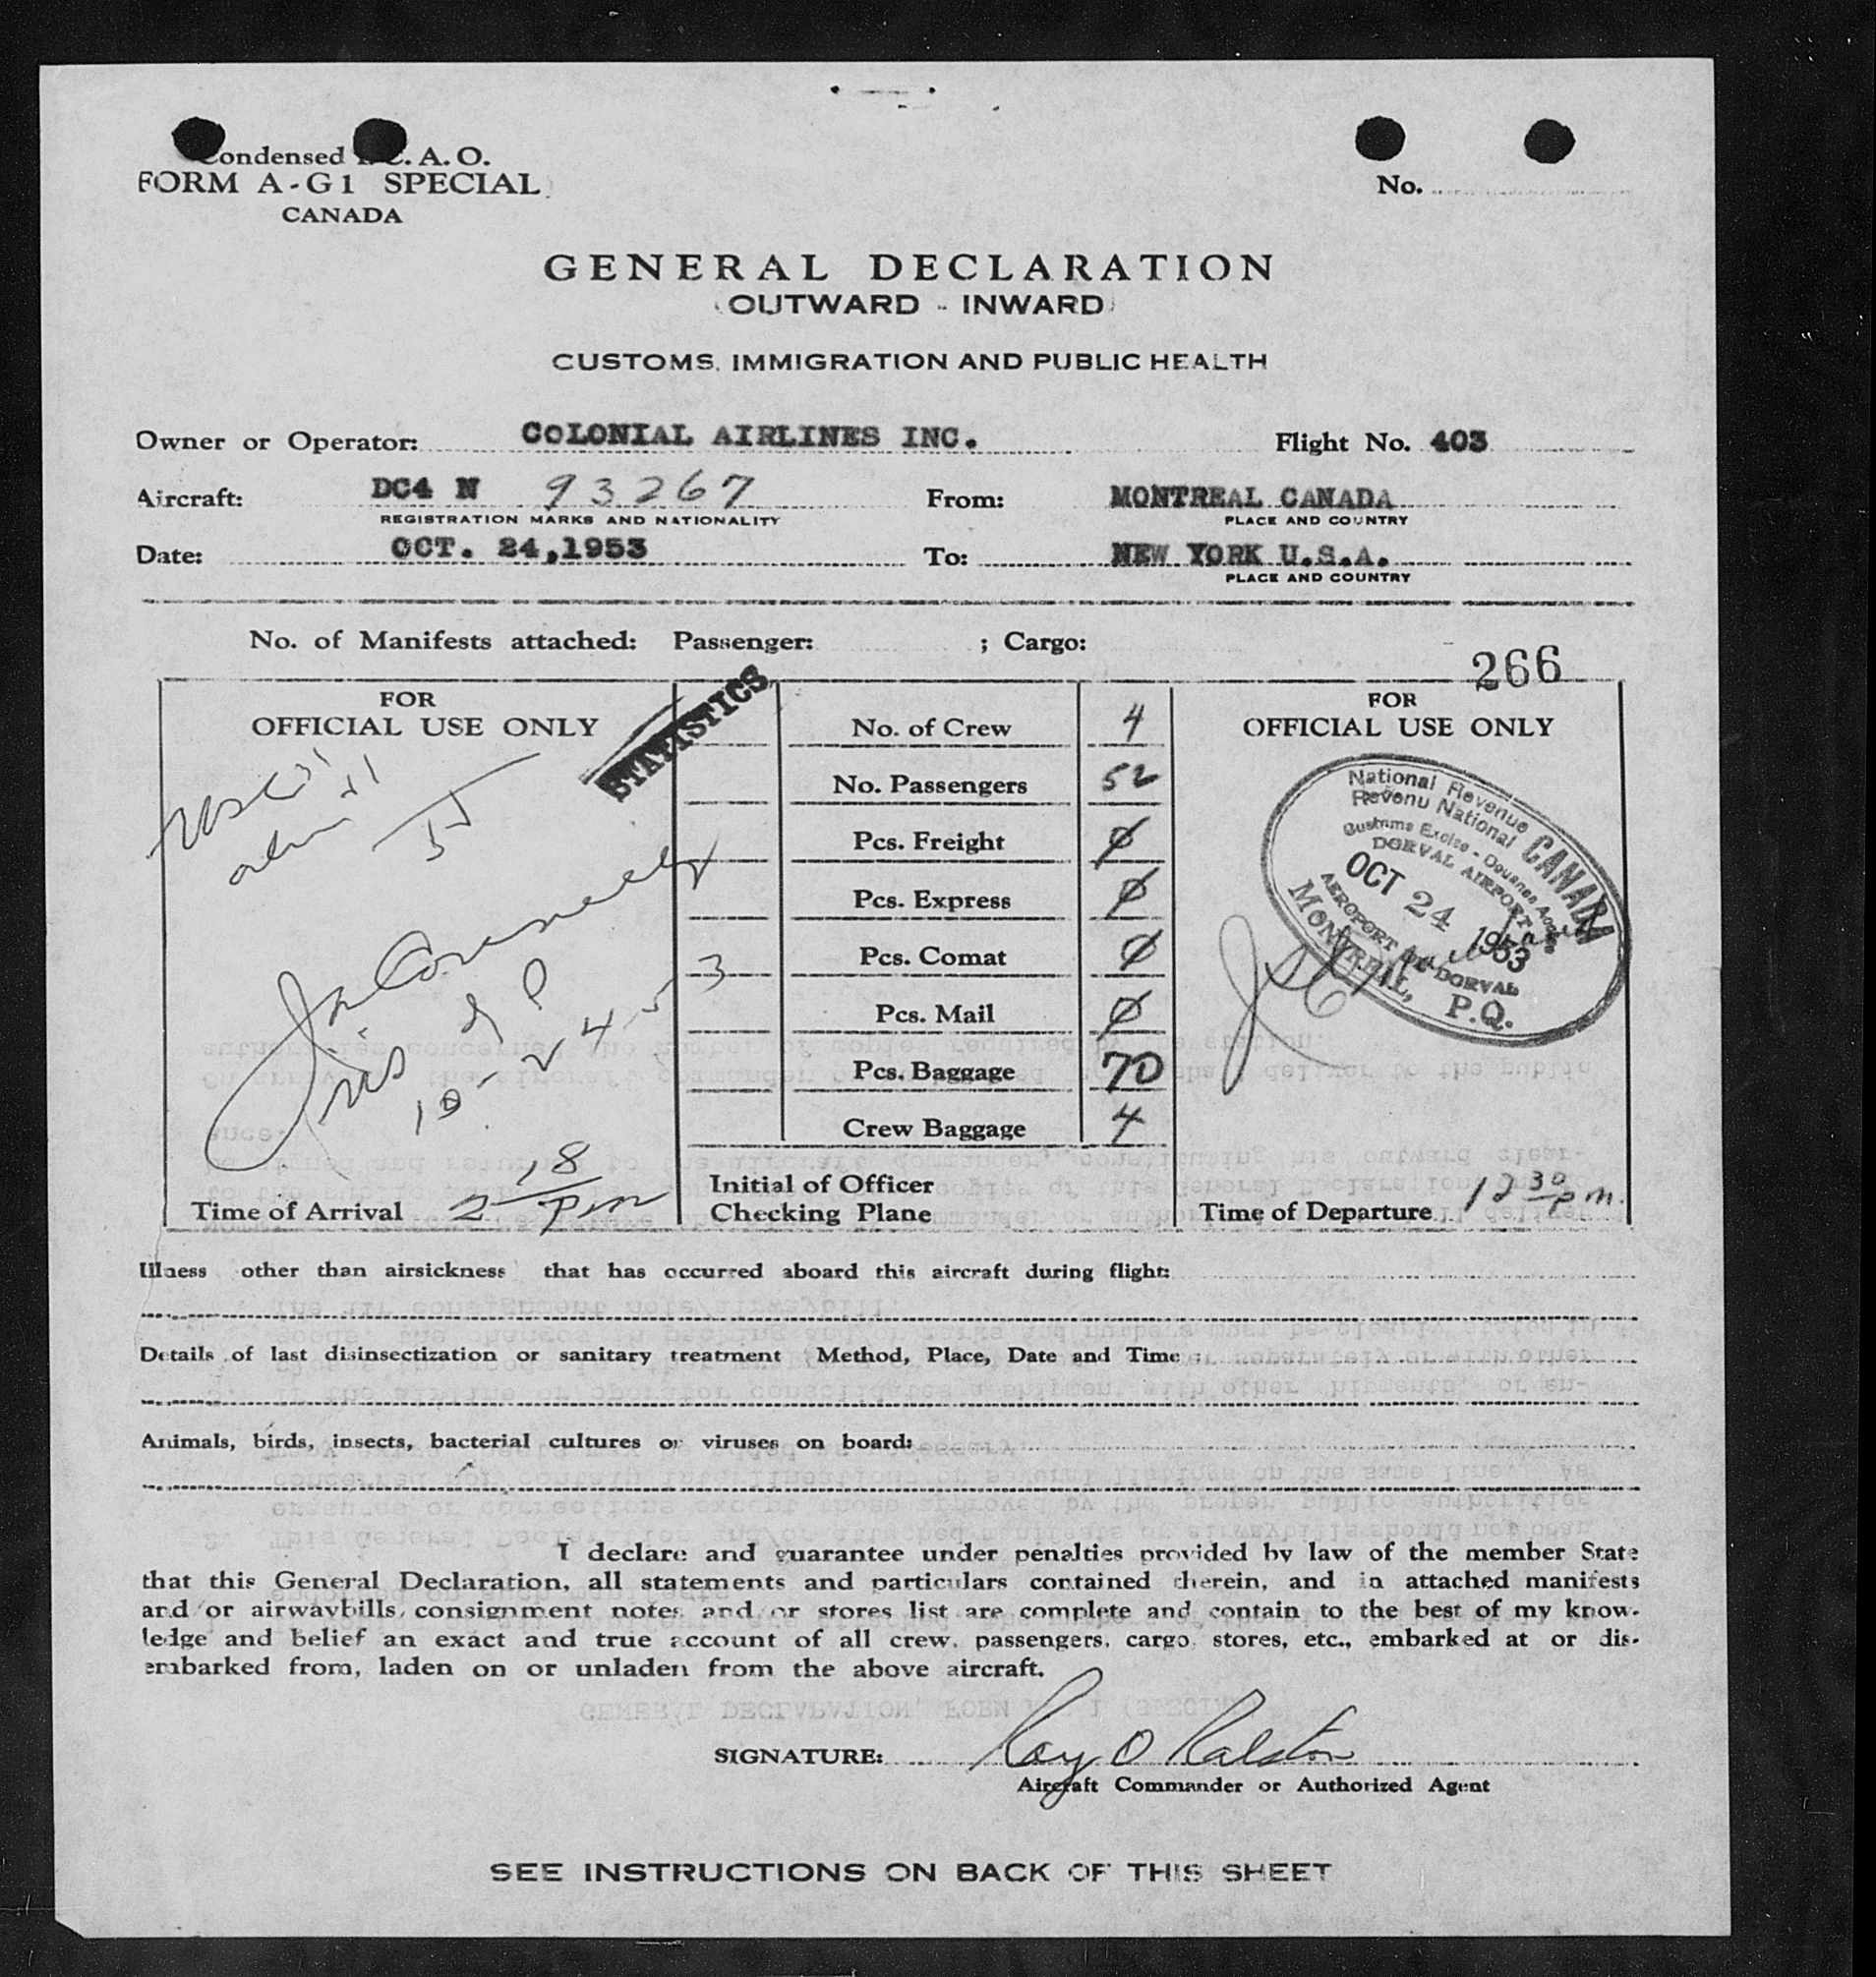 Condensed C. A. O.
FORM A-G1 SPECIAL
CANADA
No.
GENERAL DECLARATION
(OUTWARD - INWARD)
CUSTOMS, IMMIGRATION AND PUBLIC HEALTH
Owner or Operator: COLONIAL AIRLINES INC. Flight No. 403
Aircraft: DC4 N 93267 From: MONTREAL CANADA
REGISTRATION MARKS AND NATIONALITY PLACE AND COUNTRY
Date: OCT. 24,1953 To: NEW YORK U.S.A.
PLACE AND COUNTRY
No. of Manifests attached: Passenger: ; Cargo:
266
FOR
OFFICIAL USE ONLY
STATISTICS
10-24-53
Time of Arrival 2 18 pm
No. of Crew 4
No. Passengers 52
Pcs. Freight ϕ
Pcs. Express ϕ
Pcs. Comat ϕ
Pcs. Mail ϕ
Pcs. Baggage 70
Crew Baggage 4
Initial of Officer
Checking Plane
FOR
OFFICIAL USE ONLY
National Revenue
Revenu National
CANADA
Customs Excise - Douanes Accise
DORVAL AIRPORT
OCT 24 1953
AEROPORT DE DORVAL
MONTREAL, P.Q.
Time of Departure 12 30 p m.
Illness other than airsickness that has occurred aboard this aircraft during flight:
Details of last disinsectization or sanitary treatment Method, Place, Date and Time :
Animals, birds, insects, bacterial cultures or viruses on board:
I declare and guarantee under penalties provided by law of the member State
that this General Declaration, all statements and particulars contained therein, and in attached manifests
and/or airwaybills, consignment notes and/or stores list are complete and contain to the best of my know-
ledge and belief an exact and true account of all crew, passengers, cargo, stores, etc., embarked at or dis-
embarked from, laden on or unladen from the above aircraft.
SIGNATURE: Roy O Ralston
Aircraft Commander or Authorized Agent
SEE INSTRUCTIONS ON BACK OF THIS SHEET